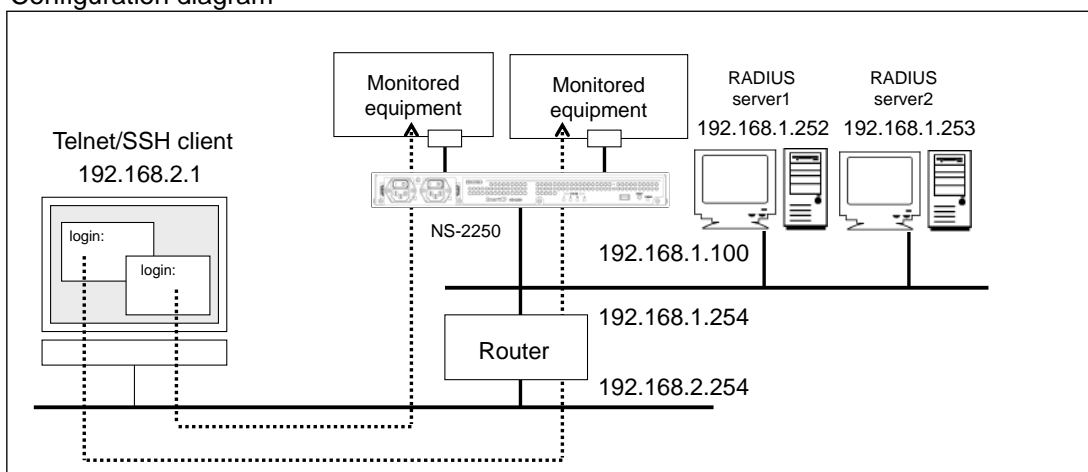 Configuration diagram
Monitored
equipment
Monitored
equipment
RADIUS
server1
192.168.1.252
RADIUS
server2
192.168.1.253
Telnet/SSH client
192.168.2.1
login:
login:
NS-2250
192.168.1.100
192.168.1.254
Router
192.168.2.254